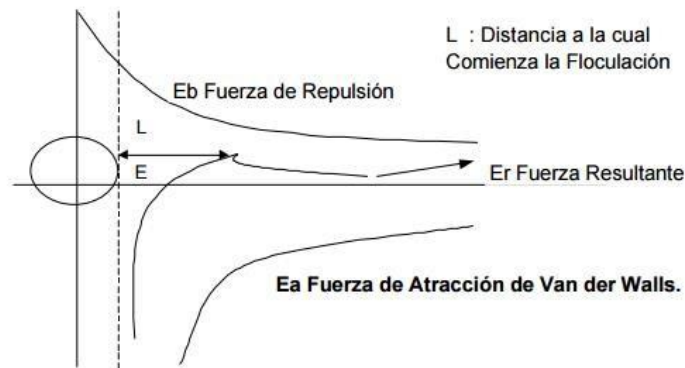 L : Distancia a la cual
Comienza la Floculación
Eb Fuerza de Repulsión
L
E
Er Fuerza Resultante
Ea Fuerza de Atracción de Van der Walls.